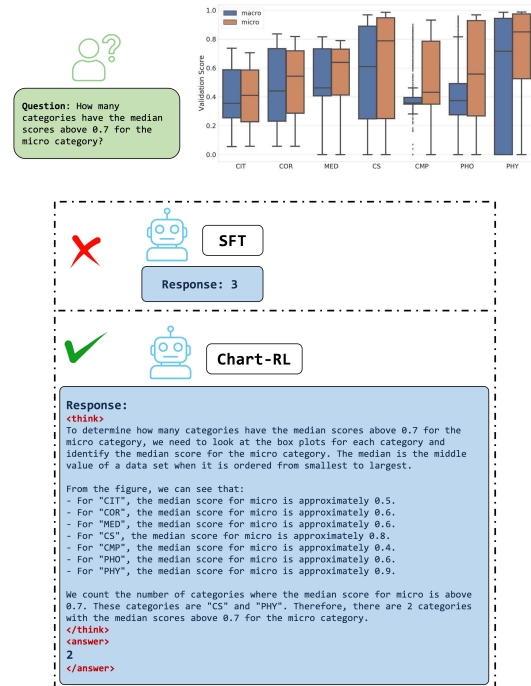 Question: How many
categories have the median
scores above 0.7 for the
micro category?
Validation Score
1.0
0.8
0.6
0.4
0.2
0.0
macro
micro
CIT COR MED CS CMP PHO PHY
SFT
Response: 3
Chart-RL
Response:
<think>
To determine how many categories have the median scores above 0.7 for the
micro category, we need to look at the box plots for each category and
identify the median score for the micro category. The median is the middle
value of a data set when it is ordered from smallest to largest.
From the figure, we can see that:
- For "CIT", the median score for micro is approximately 0.5.
- For "COR", the median score for micro is approximately 0.6.
- For "MED", the median score for micro is approximately 0.6.
- For "CS", the median score for micro is approximately 0.8.
- For "CMP", the median score for micro is approximately 0.4.
- For "PHO", the median score for micro is approximately 0.6.
- For "PHY", the median score for micro is approximately 0.9.
We count the number of categories where the median score for micro is above
0.7. These categories are "CS" and "PHY". Therefore, there are 2 categories
with the median scores above 0.7 for the micro category.
</think>
<answer>
2
</answer>